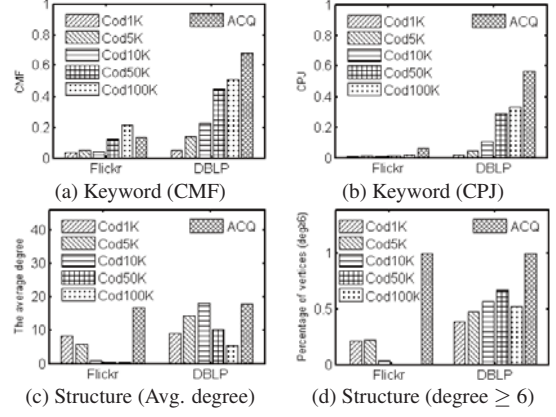 CMF
1
0.8
0.6
0.4
0.2
0
Cod1K
Cod5K
Cod10K
Cod50K
Cod100K
ACQ
Flickr DBLP
(a) Keyword (CMF)
CPJ
1
0.8
0.6
0.4
0.2
0
Cod1K
Cod5K
Cod10K
Cod50K
Cod100K
ACQ
Flickr DBLP
(b) Keyword (CPJ)
The average degree
40
30
20
10
0
Cod1K
Cod5K
Cod10K
Cod50K
Cod100K
ACQ
Flickr DBLP
(c) Structure (Avg. degree)
Percentage of vertices (deg≥6)
1
0.5
0
Cod1K
Cod5K
Cod10K
Cod50K
Cod100K
ACQ
Flickr DBLP
(d) Structure (degree ≥ 6)